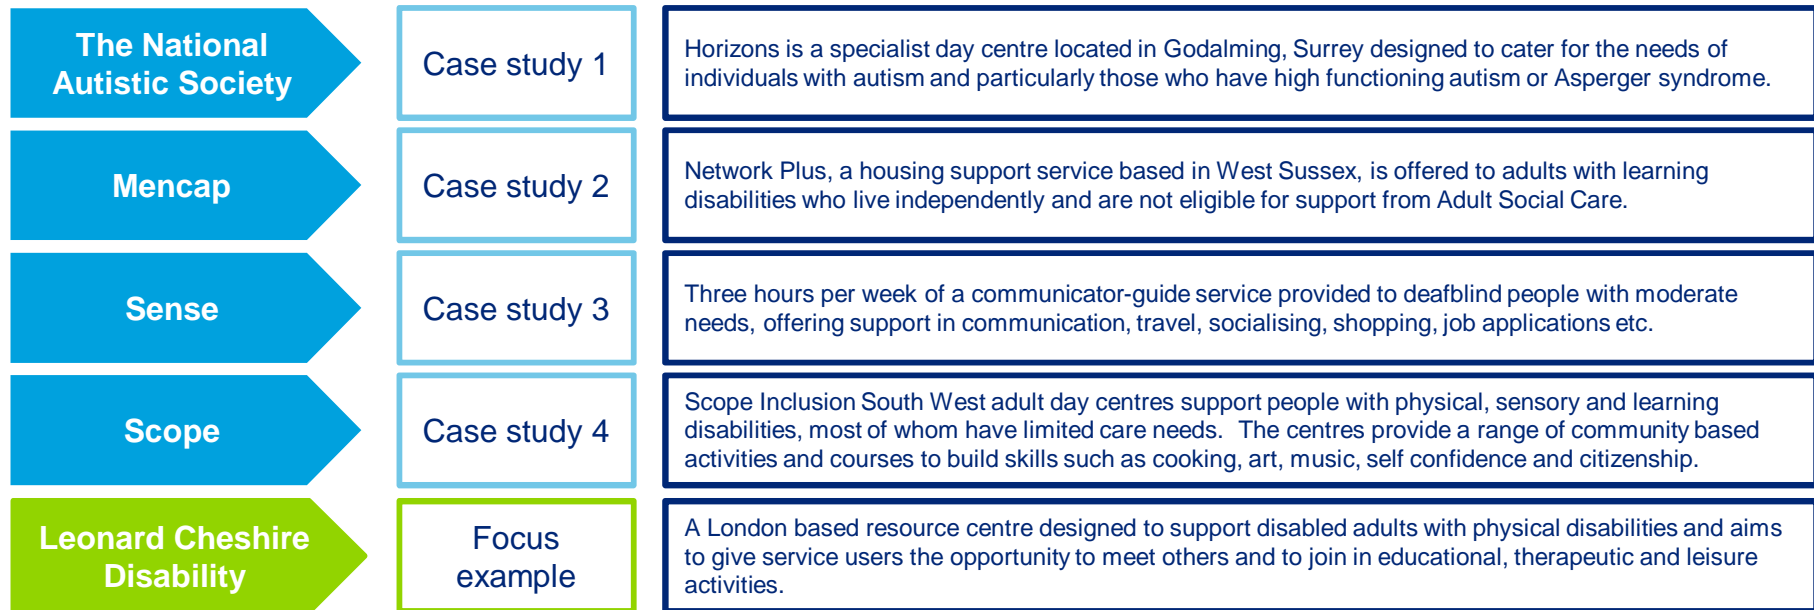 The National
Autistic Society
Case study 1
Horizons is a specialist day centre located in Godalming, Surrey designed to cater for the needs of
individuals with autism and particularly those who have high functioning autism or Asperger syndrome.
Mencap
Case study 2
Network Plus, a housing support service based in West Sussex, is offered to adults with learning
disabilities who live independently and are not eligible for support from Adult Social Care.
Sense
Case study 3
Three hours per week of a communicator-guide service provided to deafblind people with moderate
needs, offering support in communication, travel, socialising, shopping, job applications etc.
Scope
Case study 4
Scope Inclusion South West adult day centres support people with physical, sensory and learning
disabilities, most of whom have limited care needs. The centres provide a range of community based
activities and courses to build skills such as cooking, art, music, self confidence and citizenship.
Leonard Cheshire
Disability
Focus
example
A London based resource centre designed to support disabled adults with physical disabilities and aims
to give service users the opportunity to meet others and to join in educational, therapeutic and leisure
activities.